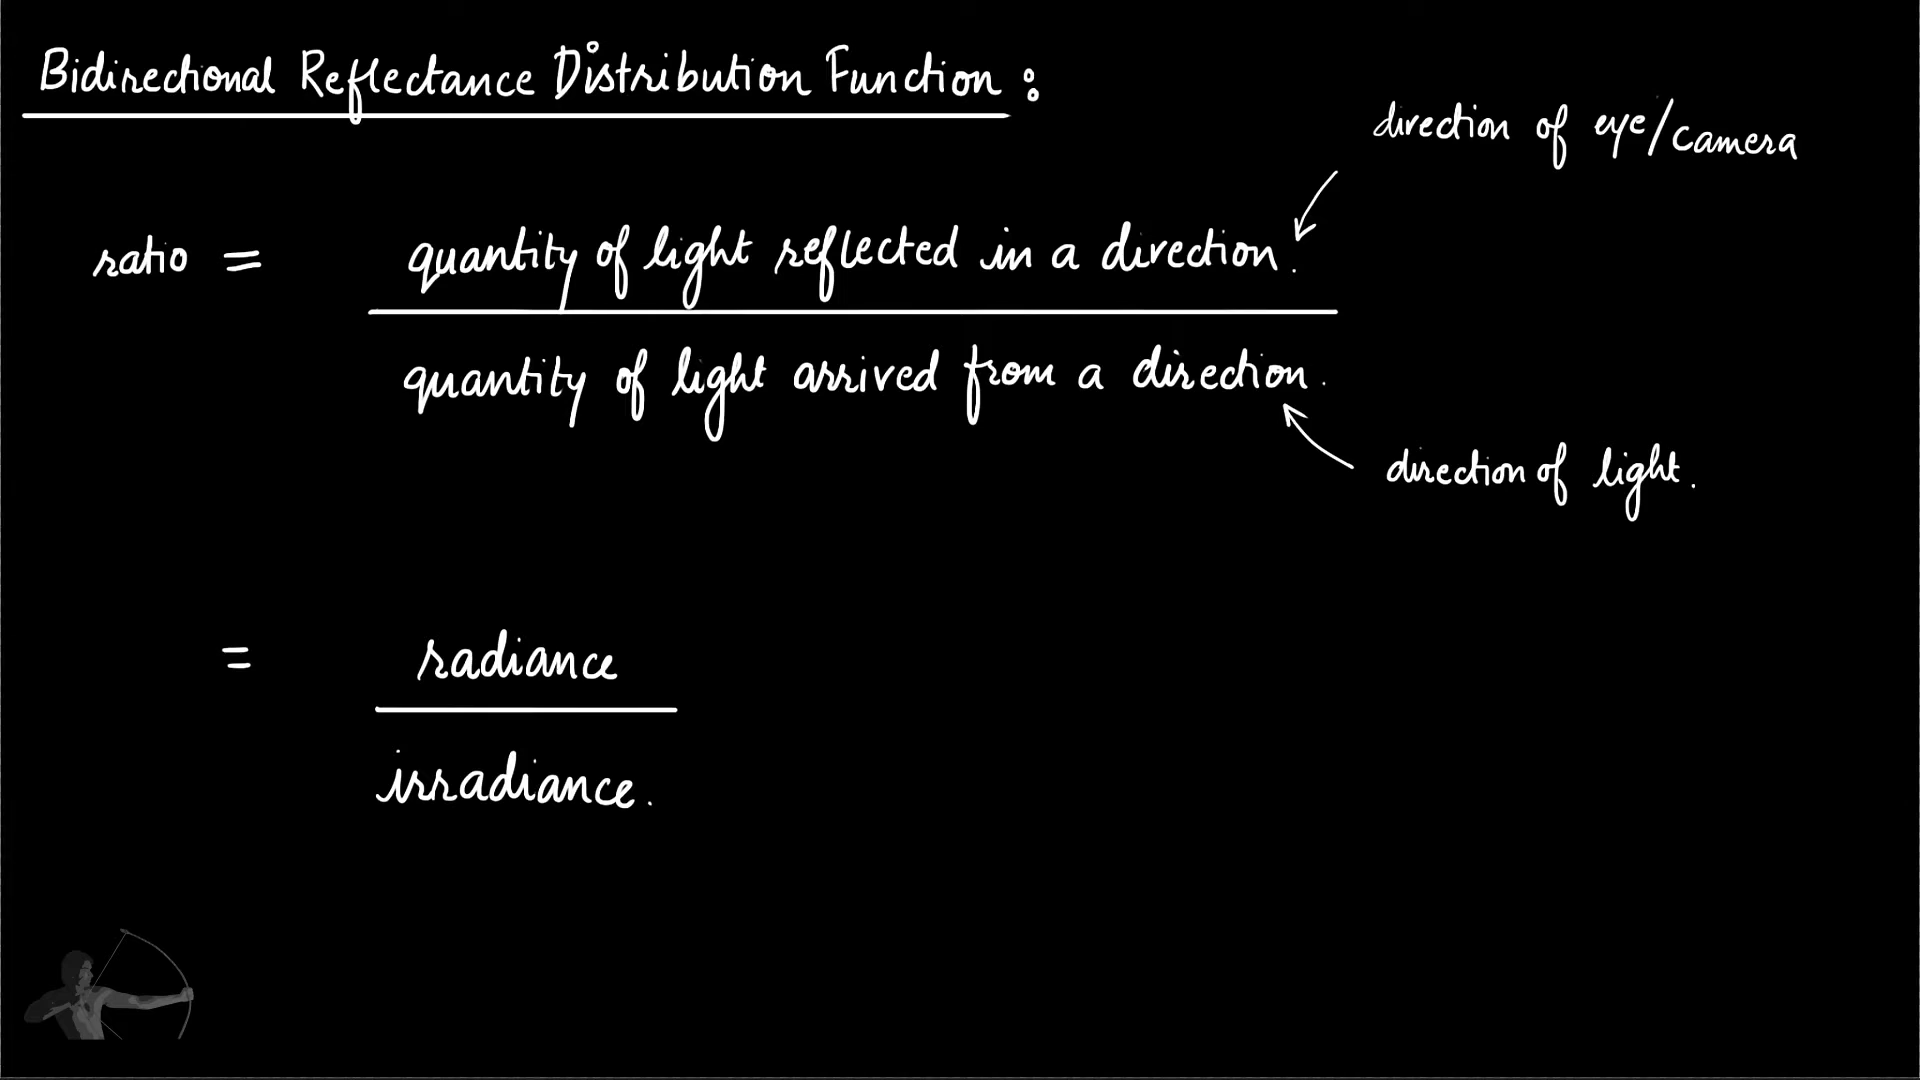 Bidirectional Reflectance Distribution Function :
direction of eye/camera
ratio = quantity of light reflected in a direction.
quantity of light arrived from a direction.
direction of light.
= radiance
irradiance.